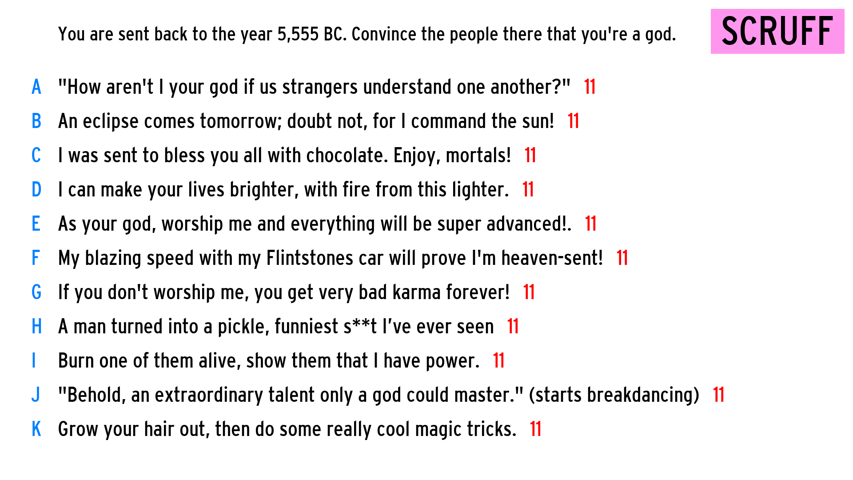 You are sent back to the year 5,555 BC. Convince the people there that you're a god.
SCRUFF
A "How aren't I your god if us strangers understand one another?" 11
B An eclipse comes tomorrow; doubt not, for I command the sun! 11
C I was sent to bless you all with chocolate. Enjoy, mortals! 11
D I can make your lives brighter, with fire from this lighter. 11
E As your god, worship me and everything will be super advanced!. 11
F My blazing speed with my Flintstones car will prove I'm heaven-sent! 11
G If you don't worship me, you get very bad karma forever! 11
H A man turned into a pickle, funniest s**t I’ve ever seen 11
I Burn one of them alive, show them that I have power. 11
J "Behold, an extraordinary talent only a god could master." (starts breakdancing) 11
K Grow your hair out, then do some really cool magic tricks. 11